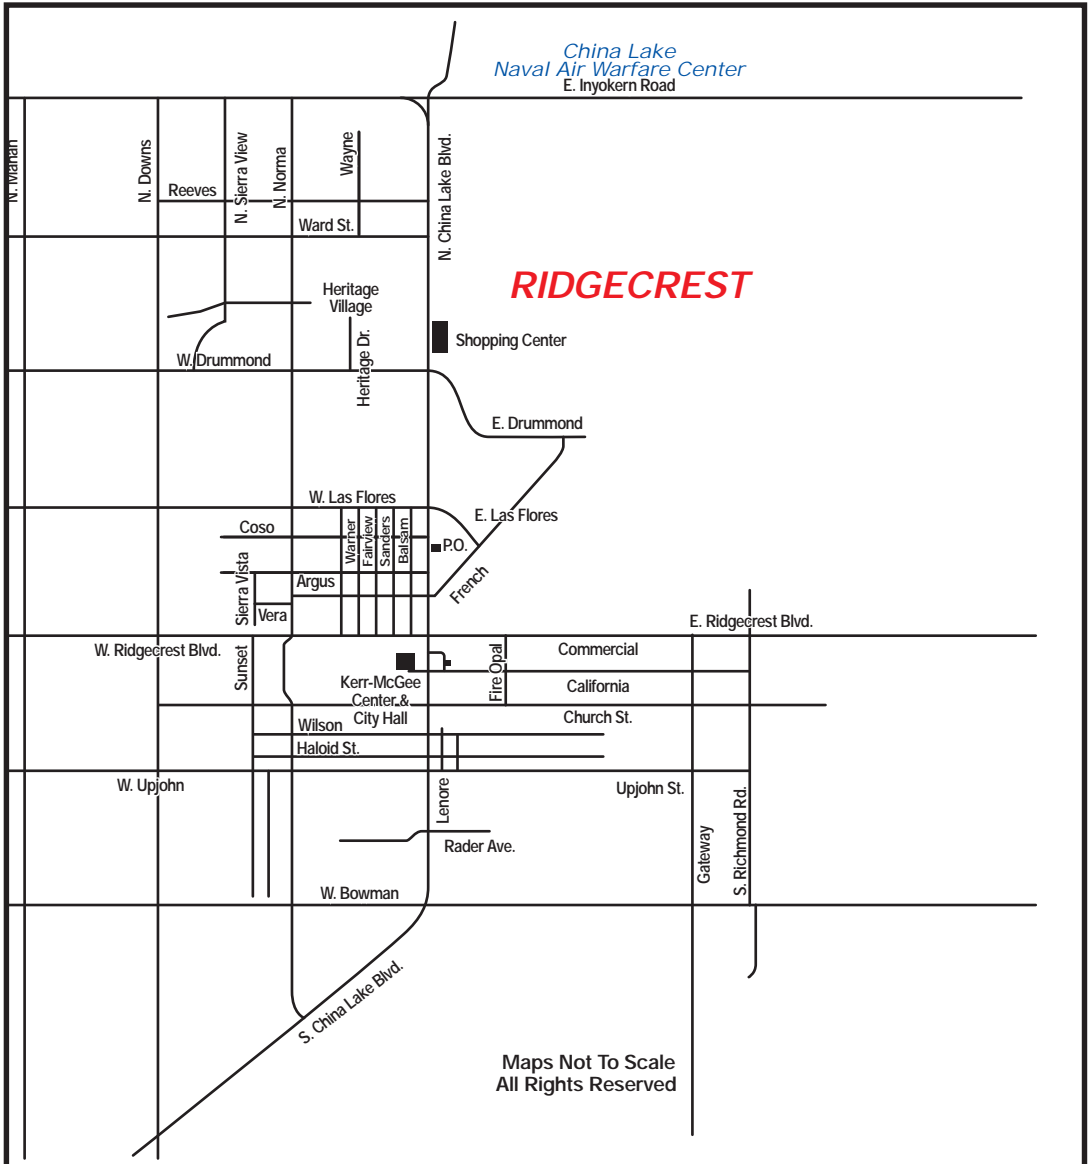 China Lake
Naval Air Warfare Center
E. Inyokern Road
N. Mahan
N. Downs
N. Sierra View
N. Norma
Wayne
N. China Lake Blvd.
Reeves
Ward St.
RIDGECREST
Heritage
Village
Heritage Dr.
Shopping Center
W. Drummond
E. Drummond
W. Las Flores
E. Las Flores
Coso
Warner
Fairview
Sanders
Balsam
P.O.
French
Sierra Vista
Argus
Vera
E. Ridgecrest Blvd.
W. Ridgecrest Blvd.
Sunset
Kerr-McGee
Center &
City Hall
Fire Opal
Commercial
California
Church St.
Wilson
Haloid St.
W. Upjohn
Upjohn St.
Lenore
Rader Ave.
Gateway
S. Richmond Rd.
W. Bowman
S. China Lake Blvd.
Maps Not To Scale
All Rights Reserved